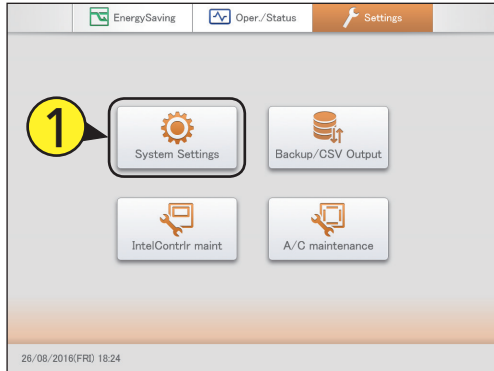 EnergySaving Oper./Status Settings
1
System Settings Backup/CSV Output
IntelContrlr maint A/C maintenance
26/08/2016(FRI) 18:24